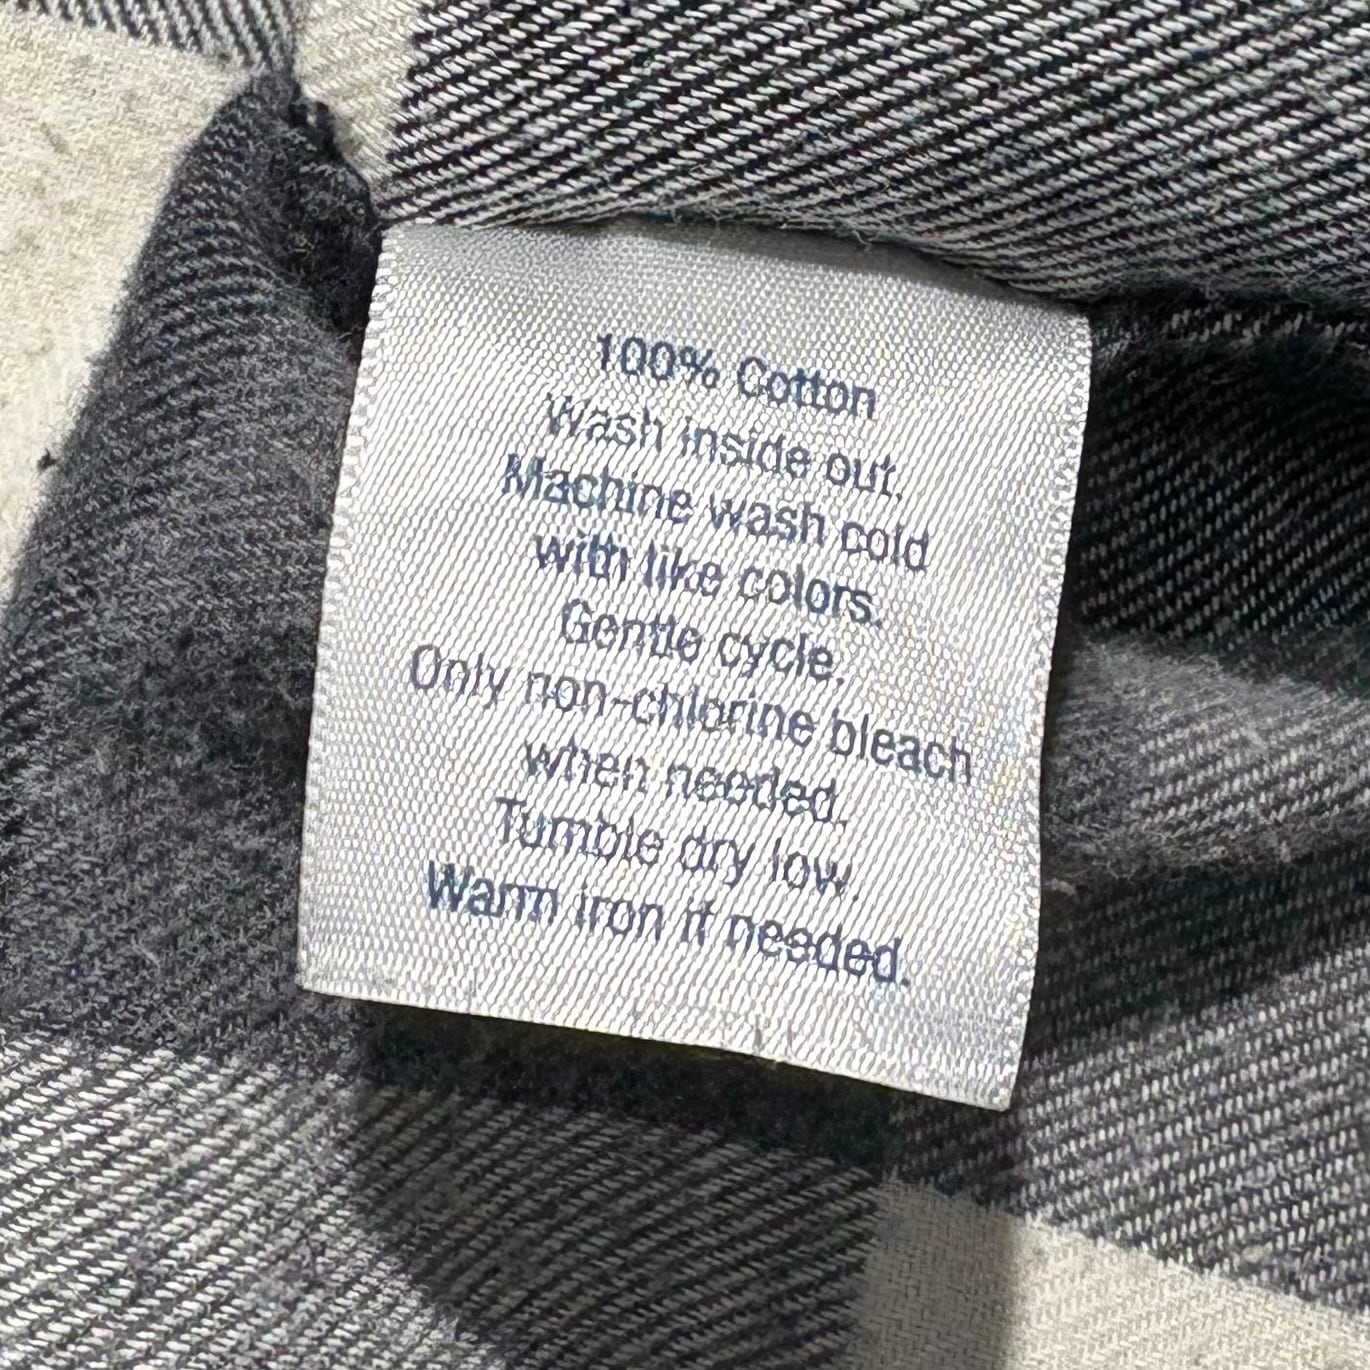 100% Cotton
Wash inside out.
Machine wash cold
with like colors.
Gentle cycle.
Only non-chlorine bleach
when needed.
Tumble dry low.
Warm iron if needed.